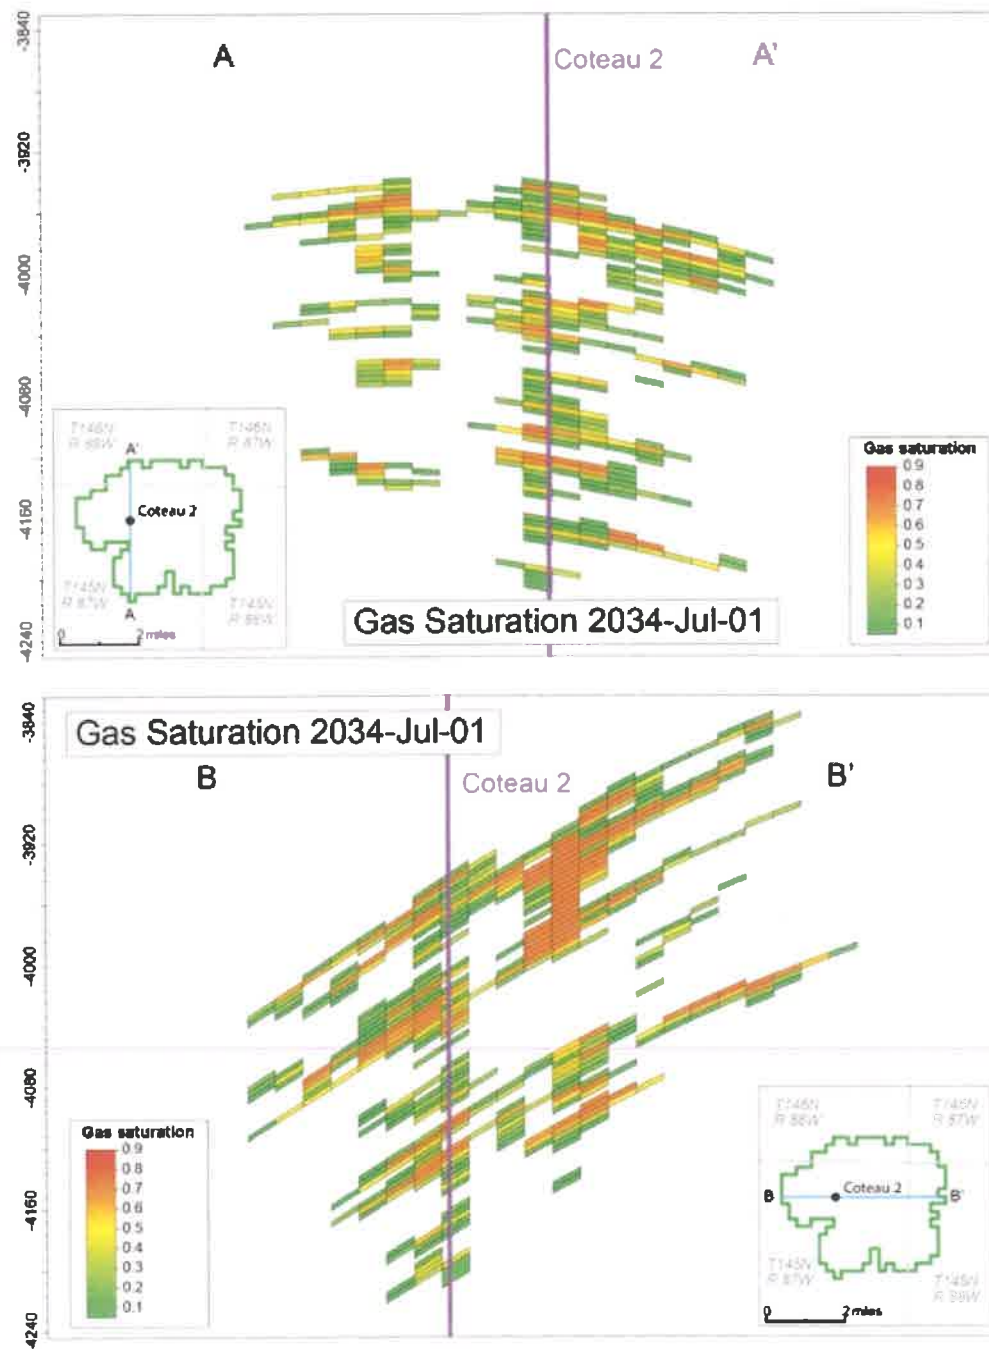 -3840
A
Coteau 2
A'
-3920
-4000
-4080
T146N
R 88W
T146N
R 87W
A'
Coteau 2
T145N
R 87W
A
0
2 miles
Gas saturation
0.9
0.8
0.7
0.6
0.5
0.4
0.3
0.2
0.1
-4160
-4240
Gas Saturation 2034-Jul-01
-3840
Gas Saturation 2034-Jul-01
B
Coteau 2
B'
-3920
-4000
-4080
Gas saturation
0.9
0.8
0.7
0.6
0.5
0.4
0.3
0.2
0.1
B
Coteau 2
B'
0
2 miles
-4160
-4240